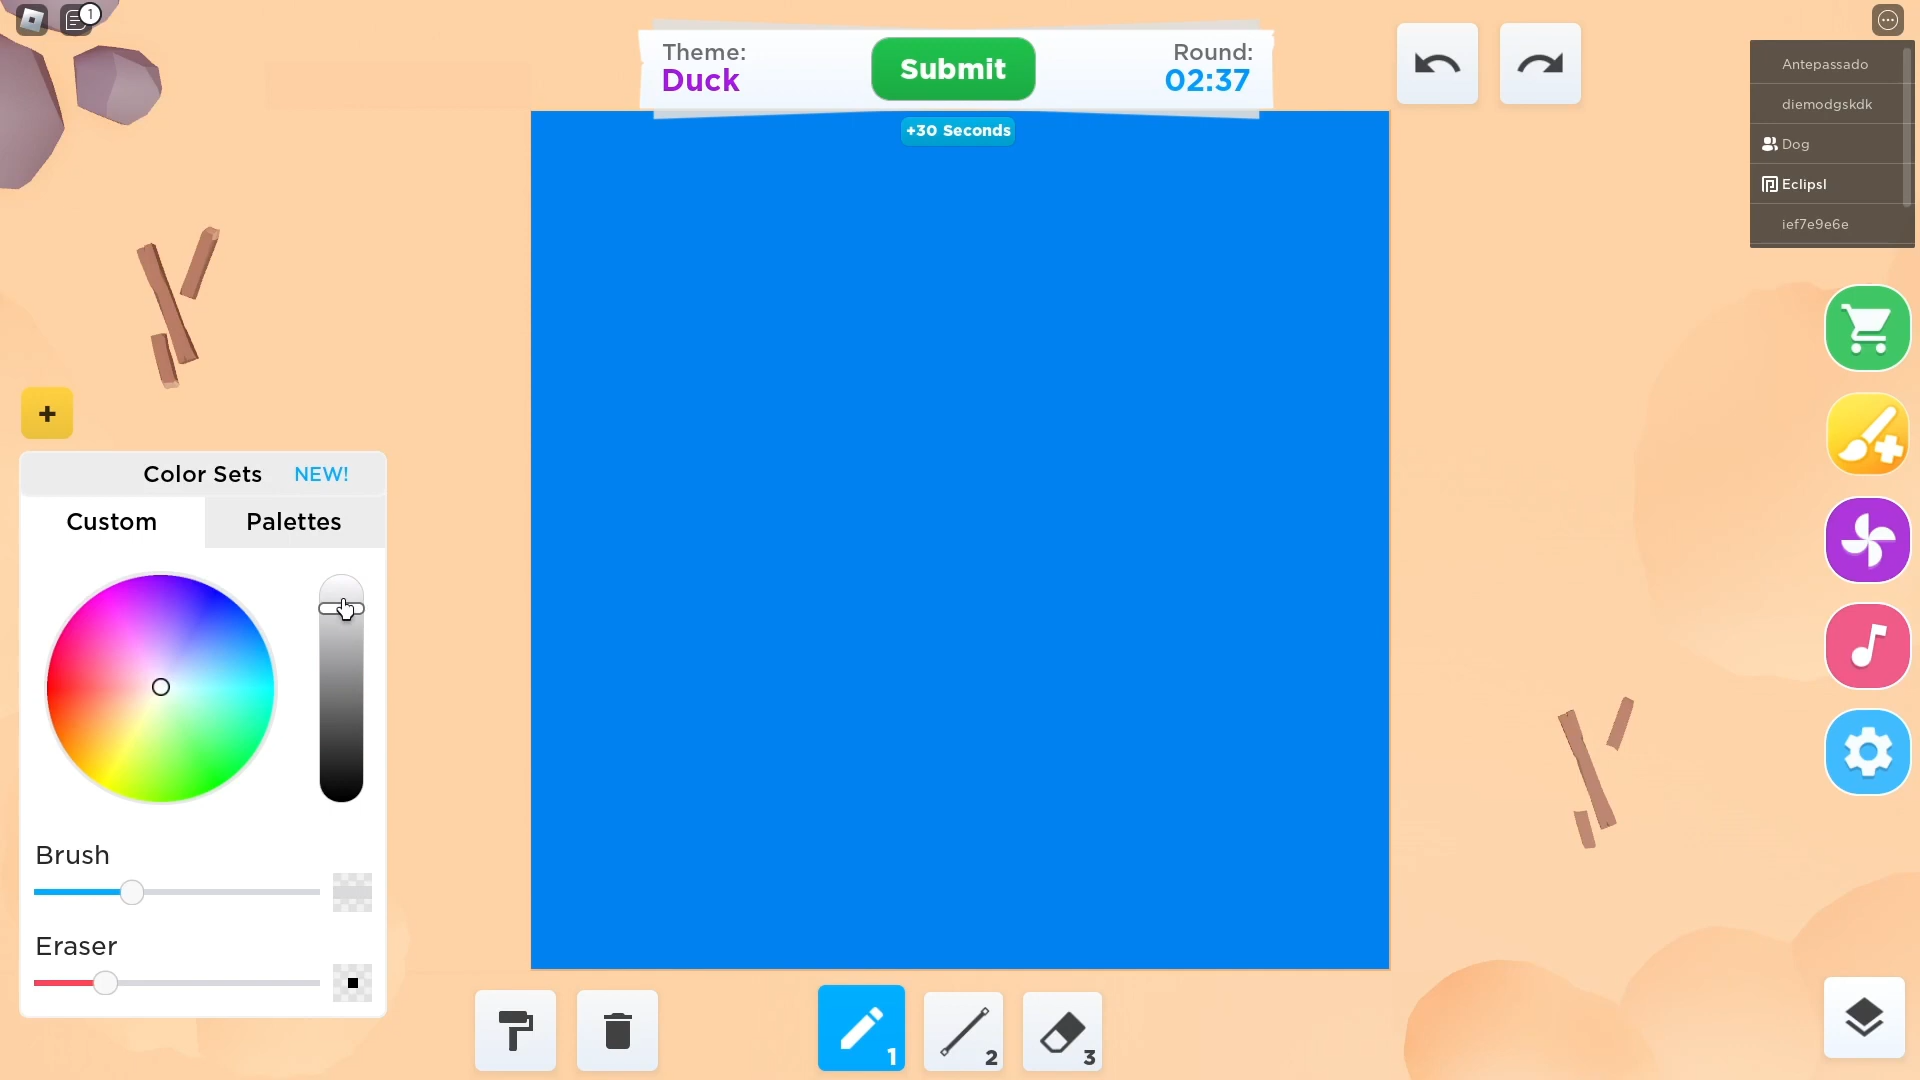 1
Theme:
Duck
Submit
Round:
02:37
+30 Seconds
Antepassado
diemodgskdk
Dog
Eclipsl
ief7e9e6e
+
Color Sets NEW!
Custom
Palettes
Brush
Eraser
1
2
3